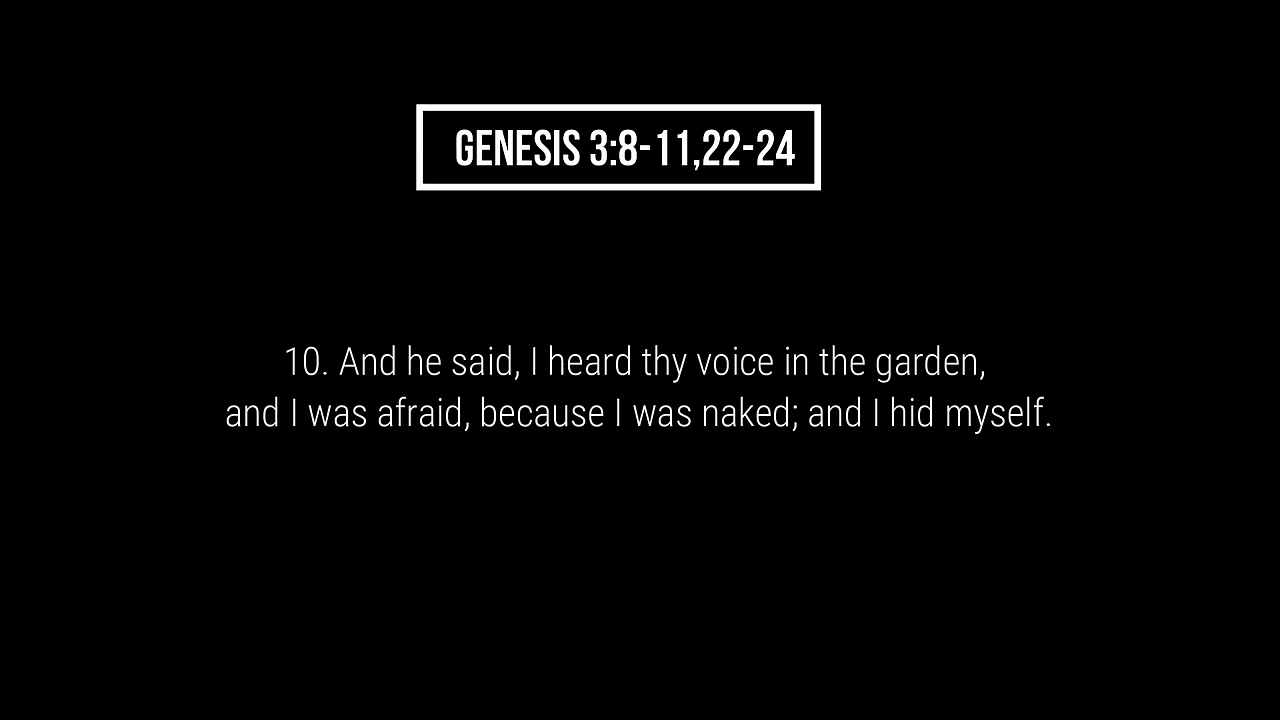 GENESIS 3:8-11,22-24
10. And he said, I heard thy voice in the garden,
and I was afraid, because I was naked; and I hid myself.